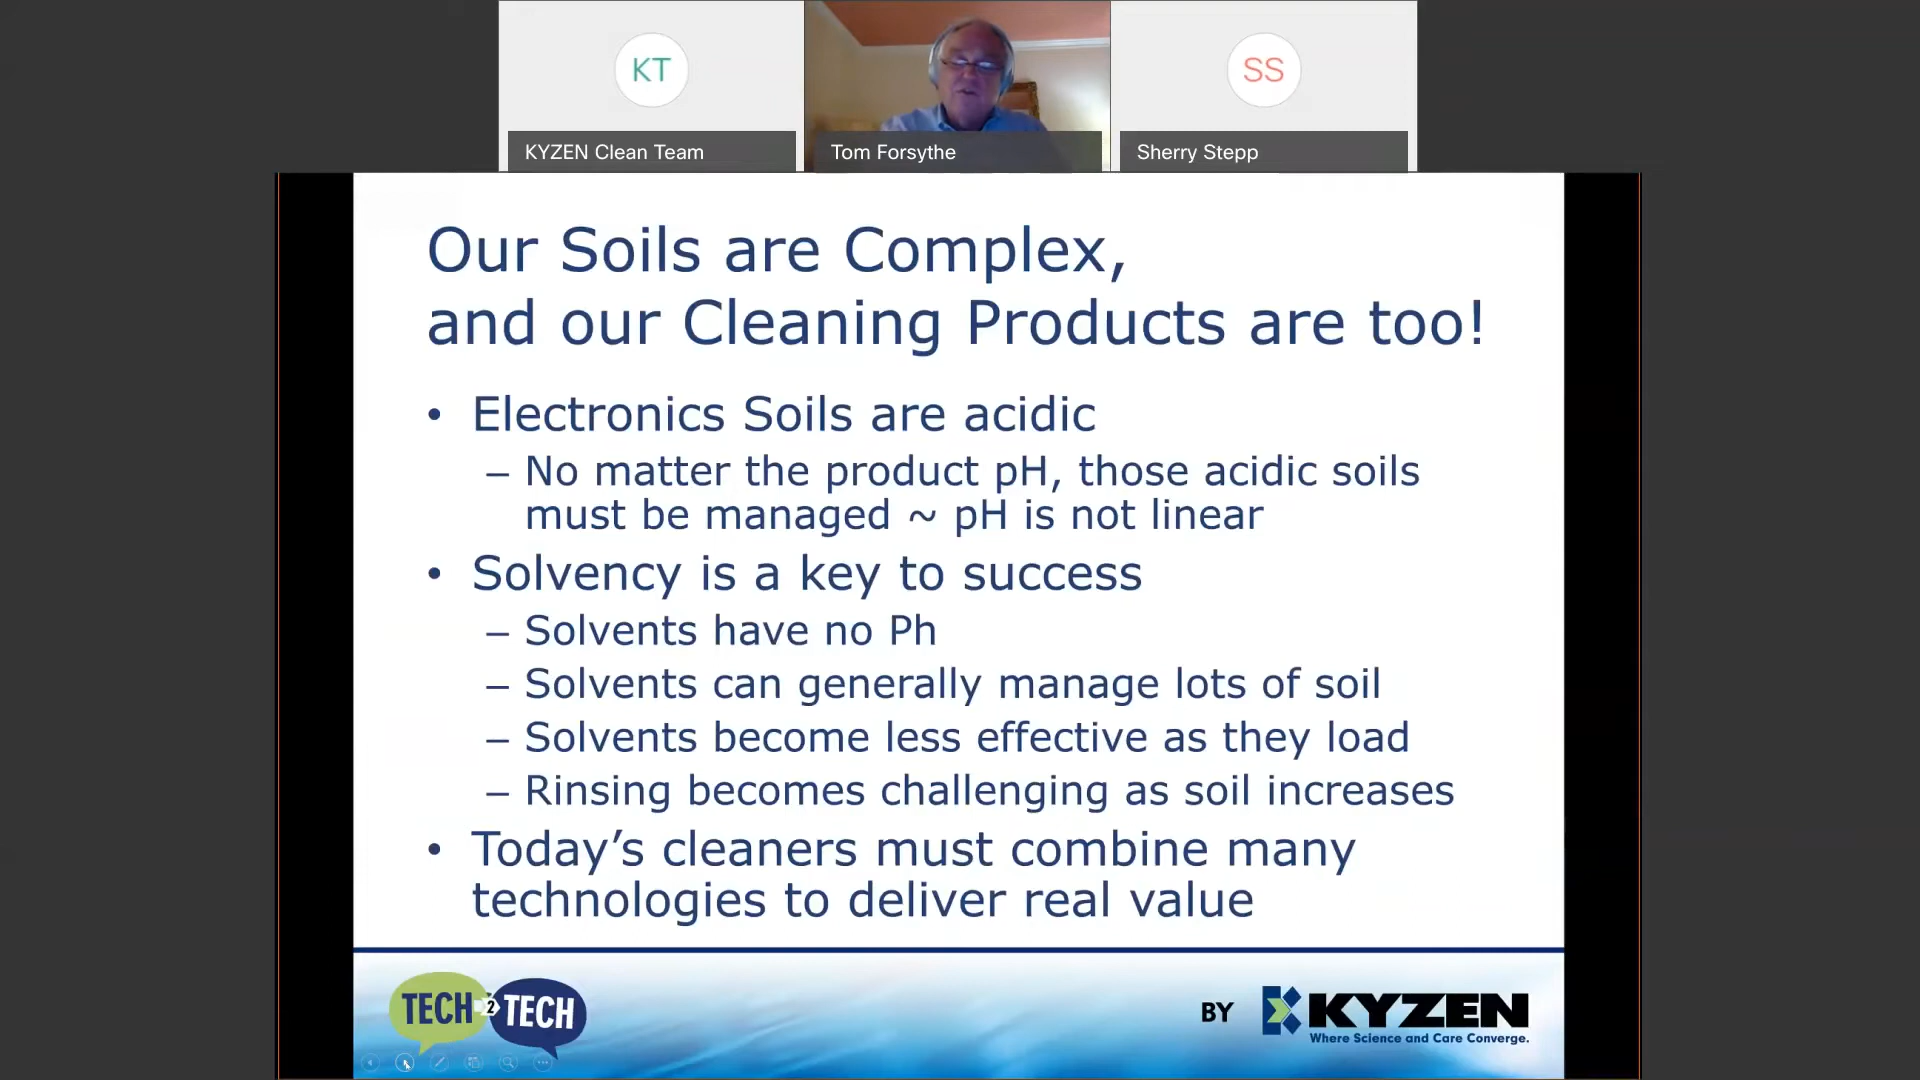 KT
SS
KYZEN Clean Team
Tom Forsythe
Sherry Stepp
Our Soils are Complex,
and our Cleaning Products are too!
• Electronics Soils are acidic
– No matter the product pH, those acidic soils
must be managed ~ pH is not linear
• Solvency is a key to success
– Solvents have no Ph
– Solvents can generally manage lots of soil
– Solvents become less effective as they load
– Rinsing becomes challenging as soil increases
• Today’s cleaners must combine many
technologies to deliver real value
TECH 2 TECH
BY KYZEN
Where Science and Care Converge.